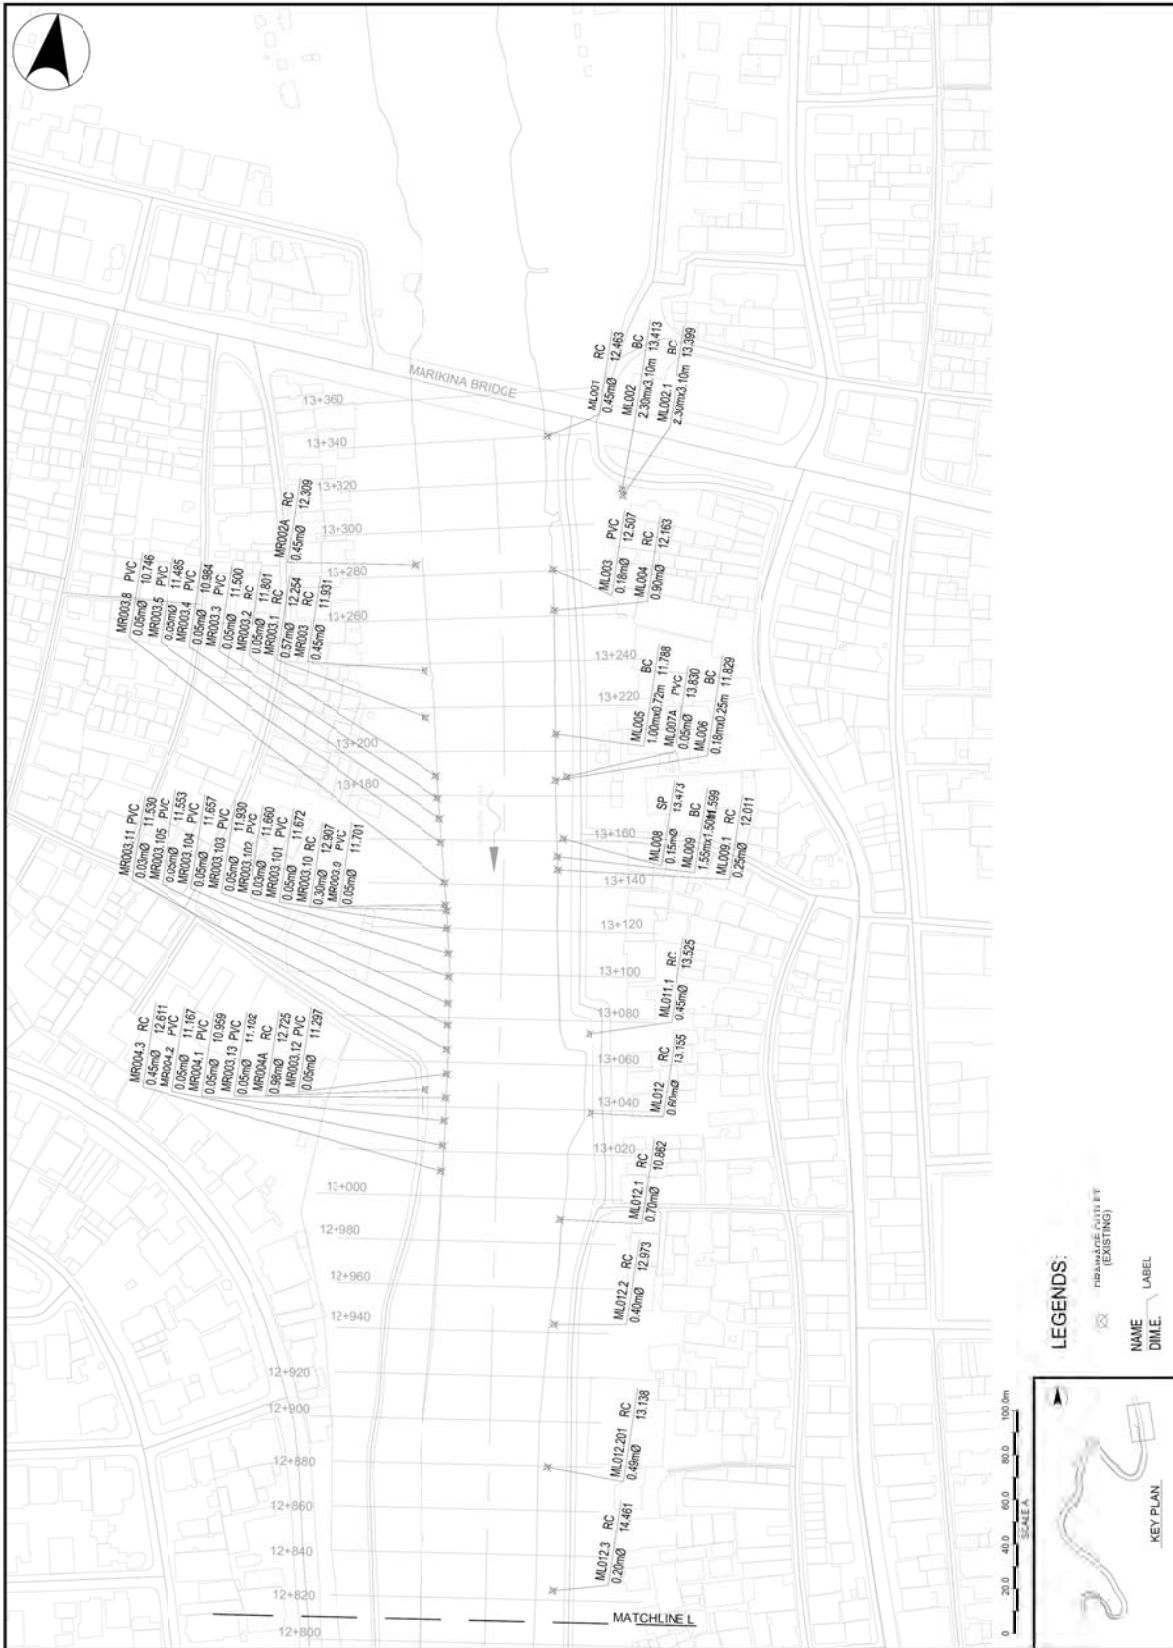 MARIKINA BRIDGE
13+360
13+340
13+320
13+300
13+280
13+260
13+240
13+220
13+200
13+180
13+160
13+140
13+120
13+100
13+080
13+060
13+040
13+020
13+000
12+980
12+960
12+940
12+920
12+900
12+880
12+860
12+840
12+820
12+800
MATCHLINE L
ML001 RC
0.45mØ 12.463
ML002 BC
2.30mx3.10m 13.413
ML002.1 BC
2.30mx3.10m 13.399
MR002A RC
0.45mØ 12.309
ML003 PVC
0.18mØ 12.507
ML004 RC
0.90mØ 12.163
MR003.8 PVC
0.05mØ 10.746
MR003.5 PVC
0.05mØ 11.485
MR003.4 PVC
0.05mØ 10.984
MR003.3 PVC
0.05mØ 11.500
MR003.2 RC
0.05mØ 11.801
MR003.1 RC
0.57mØ 12.254
MR003 RC
0.45mØ 11.931
ML005 BC
1.00mx0.72m 11.788
ML007A PVC
0.05mØ 13.830
ML006 BC
0.18mx0.25m 11.829
MR003.11 PVC
0.03mØ 11.530
MR003.105 PVC
0.05mØ 11.553
MR003.104 PVC
0.05mØ 11.657
MR003.103 PVC
0.05mØ 11.930
MR003.102 PVC
0.03mØ 11.660
MR003.101 PVC
0.05mØ 11.672
MR003.10 RC
0.30mØ 12.907
MR003.9 PVC
0.05mØ 11.701
ML008 SP
0.15mØ 13.473
ML009 BC
1.55mx1.50m 11.599
ML009.1 RC
0.25mØ 12.011
ML011.1 RC
0.45mØ 13.525
MR004.3 RC
0.45mØ 12.611
MR004.2 PVC
0.05mØ 11.167
MR004.1 PVC
0.05mØ 10.959
MR003.13 PVC
0.05mØ 11.102
MR004A RC
0.98mØ 12.725
MR003.12 PVC
0.05mØ 11.297
ML012 RC
0.60mØ 13.155
ML012.1 RC
0.70mØ 10.862
ML012.2 RC
0.40mØ 12.973
ML012.201 RC
0.49mØ 13.138
ML012.3 RC
0.20mØ 14.461
LEGENDS:
DRAINAGE OUTLET
(EXISTING)
NAME
DIM.E.
LABEL
0 20.0 40.0 60.0 80.0 100.0m
SCALE A
KEY PLAN